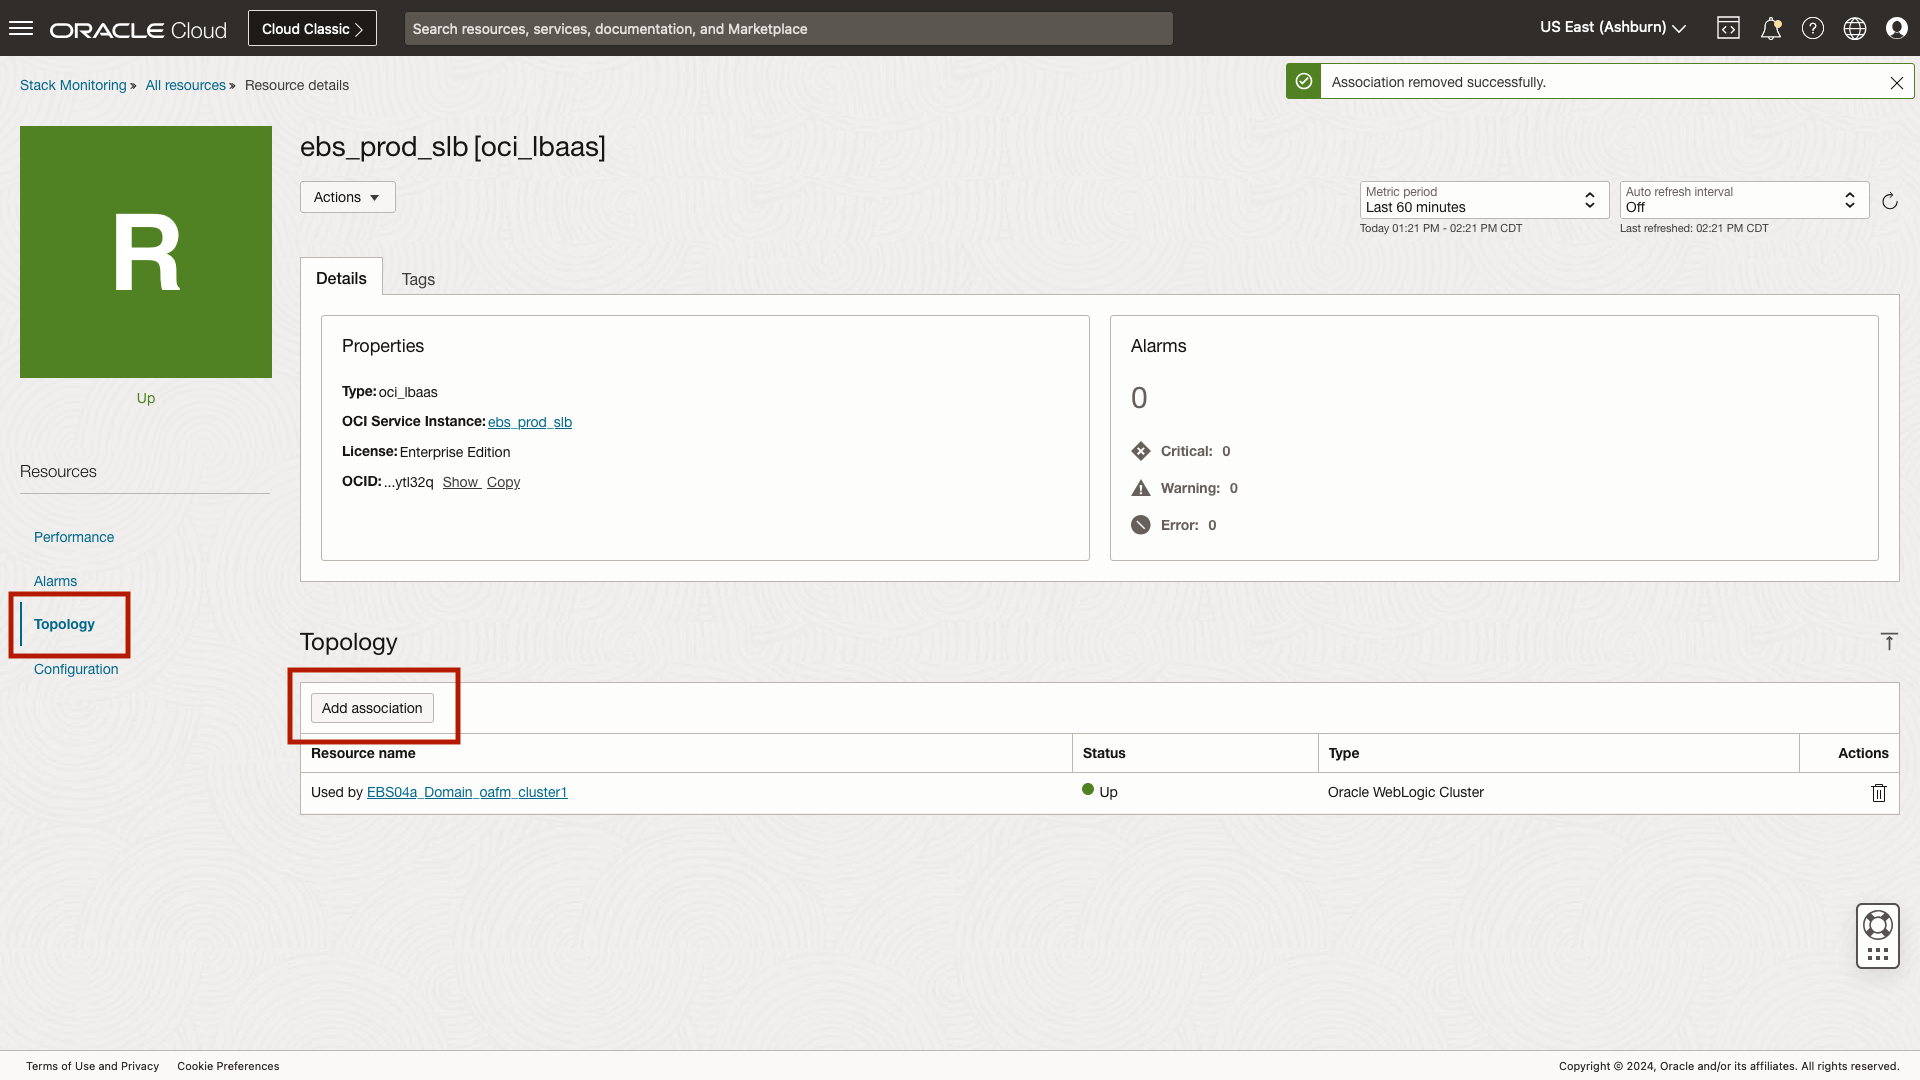 ORACLE Cloud
Cloud Classic
Search resources, services, documentation, and Marketplace
US East (Ashburn)
Stack Monitoring » All resources » Resource details
Association removed successfully.
R
Up
ebs_prod_slb [oci_lbaas]
Actions
Metric period
Last 60 minutes
Today 01:21 PM - 02:21 PM CDT
Auto refresh interval
Off
Last refreshed: 02:21 PM CDT
Details
Tags
Properties
Type: oci_lbaas
OCI Service Instance: ebs_prod_slb
License: Enterprise Edition
OCID: ...ytl32q Show Copy
Alarms
0
Critical: 0
Warning: 0
Error: 0
Resources
Performance
Alarms
Topology
Configuration
Topology
Add association
Resource name Status Type Actions
Used by EBS04a_Domain_oafm_cluster1 Up Oracle WebLogic Cluster
Terms of Use and Privacy Cookie Preferences
Copyright © 2024, Oracle and/or its affiliates. All rights reserved.